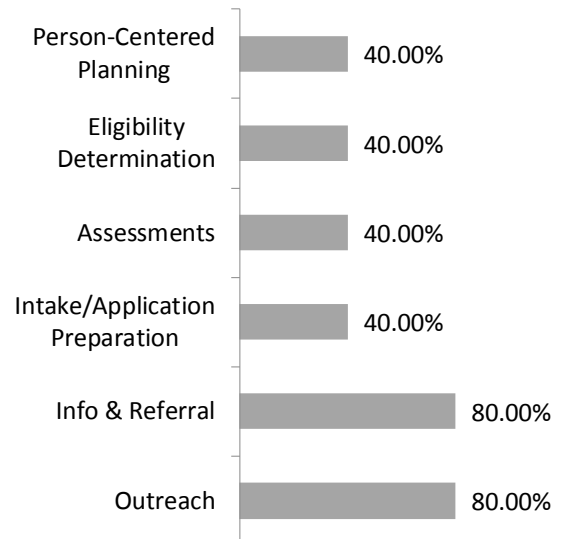 Person-Centered
Planning
40.00%
Eligibility
Determination
40.00%
Assessments
40.00%
Intake/Application
Preparation
40.00%
Info & Referral
80.00%
Outreach
80.00%